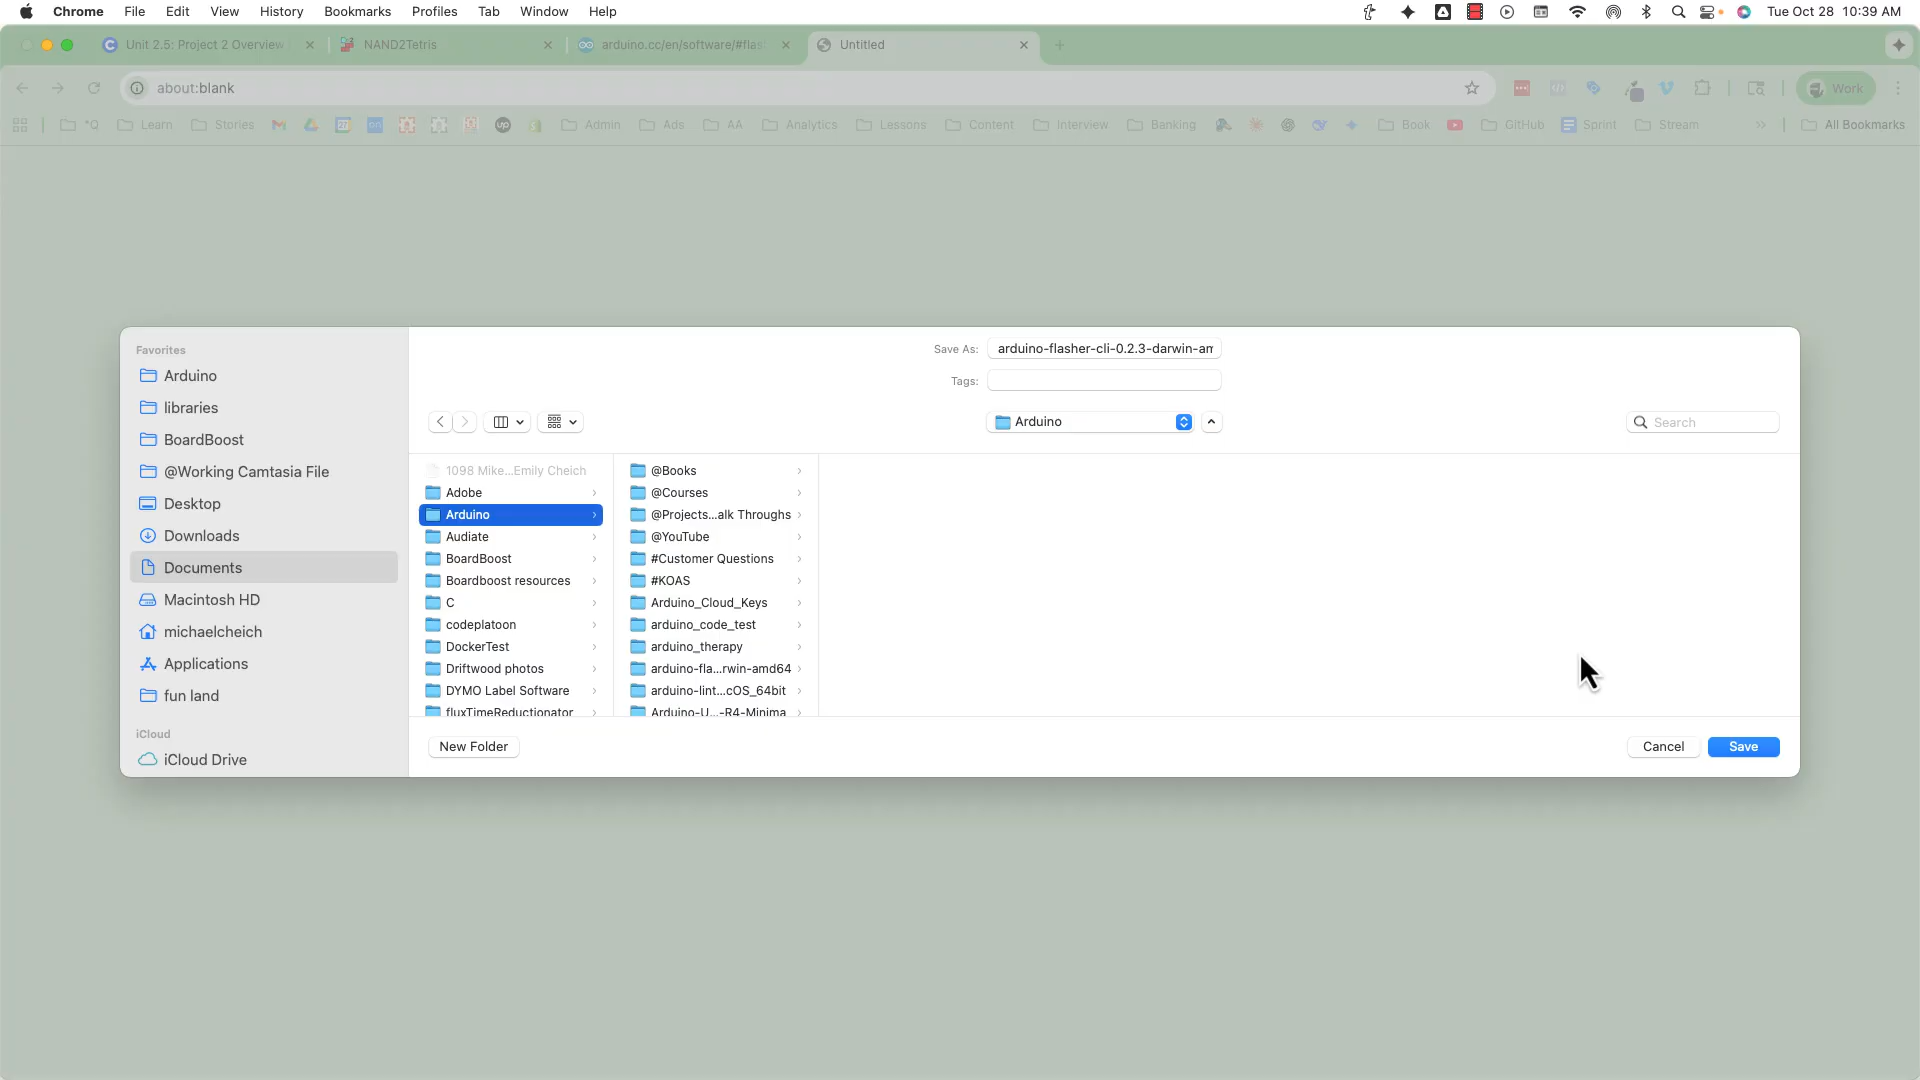 Chrome File Edit View History Bookmarks Profiles Tab Window Help Tue Oct 28 10:39 AM
Unit 2.5: Project 2 Overview NAND2Tetris arduino.cc/en/software/#flas Untitled
about:blank Work
*Q Learn Stories Admin Ads AA Analytics Lessons Content Interview Banking Book GitHub Sprint Stream All Bookmarks
Favorites
Arduino
libraries
BoardBoost
@Working Camtasia File
Desktop
Downloads
Documents
Macintosh HD
michaelcheich
Applications
fun land
iCloud
iCloud Drive
Save As: arduino-flasher-cli-0.2.3-darwin-am
Tags:
Arduino
Search
1098 Mike...Emily Cheich
Adobe
Arduino
Audiate
BoardBoost
Boardboost resources
C
codeplatoon
DockerTest
Driftwood photos
DYMO Label Software
fluxTimeReductionator
@Books
@Courses
@Projects...alk Throughs
@YouTube
#Customer Questions
#KOAS
Arduino_Cloud_Keys
arduino_code_test
arduino_therapy
arduino-fla...rwin-amd64
arduino-lint...cOS_64bit
Arduino-U...-R4-Minima
New Folder Cancel Save